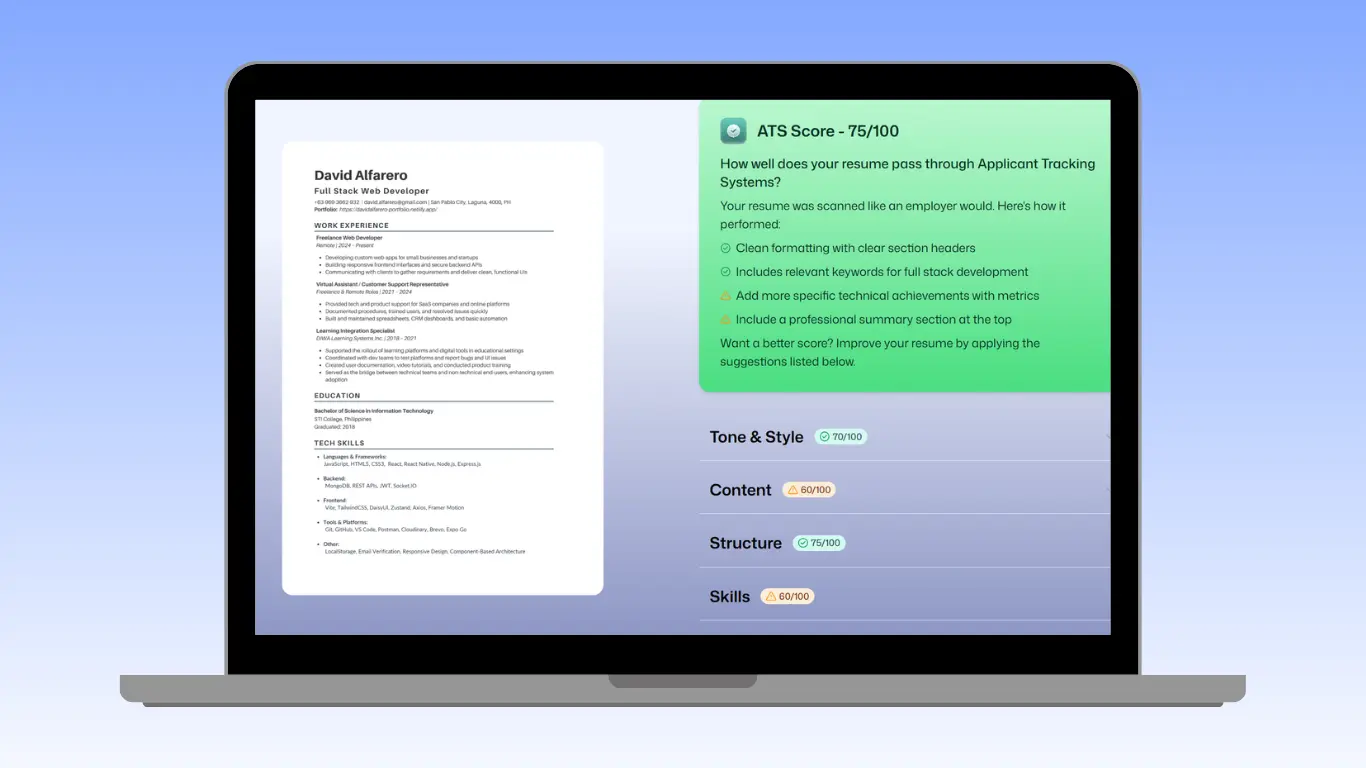 David Alfarero
Full Stack Web Developer
+63 969 3662 932 | david.alfarero@gmail.com | San Pablo City, Laguna, 4000, PH
Portfolio: https://davidalfarero-portfolio.netlify.app/
WORK EXPERIENCE
Freelance Web Developer
Remote | 2024 - Present
• Developing custom web apps for small businesses and startups
• Building responsive frontend interfaces and secure backend APIs
• Communicating with clients to gather requirements and deliver clean, functional UIs
Virtual Assistant / Customer Support Representative
Freelance & Remote Roles | 2021 - 2024
• Provided tech and product support for SaaS companies and online platforms
• Documented procedures, trained users, and resolved issues quickly
• Built and maintained spreadsheets, CRM dashboards, and basic automation
Learning Integration Specialist
DIWA Learning Systems Inc. | 2018 - 2021
• Supported the rollout of learning platforms and digital tools in educational settings
• Coordinated with dev teams to test platforms and report bugs and UI issues
• Created user documentation, video tutorials, and conducted product training
• Served as the bridge between technical teams and non-technical end users, enhancing system
adoption
EDUCATION
Bachelor of Science in Information Technology
STI College, Philippines
Graduated: 2018
TECH SKILLS
• Languages & Frameworks:
JavaScript, HTML5, CSS3, React, React Native, Node.js, Express.js
• Backend:
MongoDB, REST APIs, JWT, Socket.IO
• Frontend:
Vite, TailwindCSS, DaisyUI, Zustand, Axios, Framer Motion
• Tools & Platforms:
Git, GitHub, VS Code, Postman, Cloudinary, Brevo, Expo Go
• Other:
LocalStorage, Email Verification, Responsive Design, Component-Based Architecture
ATS Score - 75/100
How well does your resume pass through Applicant Tracking
Systems?
Your resume was scanned like an employer would. Here's how it
performed:
Clean formatting with clear section headers
Includes relevant keywords for full stack development
Add more specific technical achievements with metrics
Include a professional summary section at the top
Want a better score? Improve your resume by applying the
suggestions listed below.
Tone & Style 70/100
Content 60/100
Structure 75/100
Skills 60/100